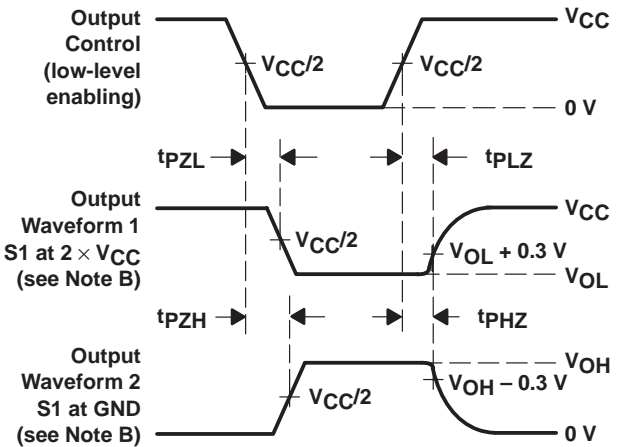 Output
Control
(low-level
enabling)
VCC/2
VCC/2
VCC
0 V
tPZL
tPLZ
Output
Waveform 1
S1 at 2 × VCC
(see Note B)
VCC/2
VCC
VOL + 0.3 V
VOL
tPZH
tPHZ
Output
Waveform 2
S1 at GND
(see Note B)
VCC/2
VOH
VOH – 0.3 V
0 V